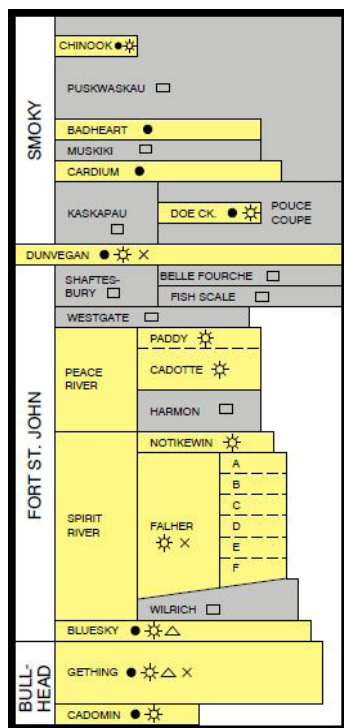 SMOKY
CHINOOK
PUSKWASKAU
BADHEART
MUSKIKI
CARDIUM
KASKAPAU
DOE CK.
POUCE
COUPE
DUNVEGAN
FORT ST. JOHN
SHAFTES-
BURY
BELLE FOURCHE
FISH SCALE
WESTGATE
PEACE
RIVER
PADDY
CADOTTE
HARMON
SPIRIT
RIVER
NOTIKEWIN
FALHER
A
B
C
D
E
F
WILRICH
BLUESKY
BULL-
HEAD
GETHING
CADOMIN